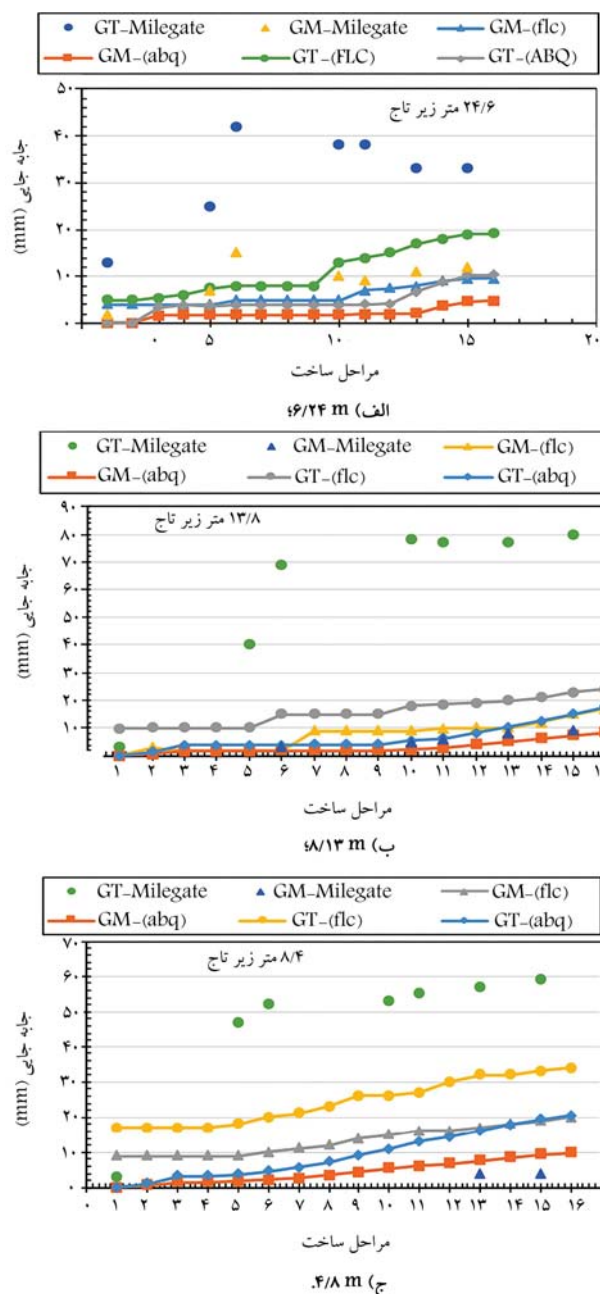 GT-Milegate GM-Milegate GM-(flc)
GM-(abq) GT-(FLC) GT-(ABQ)
۲۴/۶ متر زیر تاج
جابه جایی (mm)
۵۰
۴۰
۳۰
۲۰
۱۰
۰
۰ ۵ ۱۰ ۱۵ ۲۰
مراحل ساخت
الف) ۶/۲۴ m؛
GT-Milegate GM-Milegate GM-(flc)
GM-(abq) GT-(flc) GT-(abq)
۱۳/۸ متر زیر تاج
جابه جایی (mm)
۹۰
۸۰
۷۰
۶۰
۵۰
۴۰
۳۰
۲۰
۱۰
۱ ۲ ۳ ۴ ۵ ۶ ۷ ۸ ۹ ۱۰ ۱۱ ۱۲ ۱۳ ۱۴ ۱۵ ۱
مراحل ساخت
ب) ۸/۱۳ m؛
GT-Milegate GM-Milegate GM-(flc)
GM-(abq) GT-(flc) GT-(abq)
۸/۴ متر زیر تاج
جابه جایی (mm)
۷۰
۶۰
۵۰
۴۰
۳۰
۲۰
۱۰
۰
۰ ۱ ۲ ۳ ۴ ۵ ۶ ۷ ۸ ۹ ۱۰ ۱۱ ۱۲ ۱۳ ۱۴ ۱۵ ۱۶
مراحل ساخت
ج) ۴/۸ m.